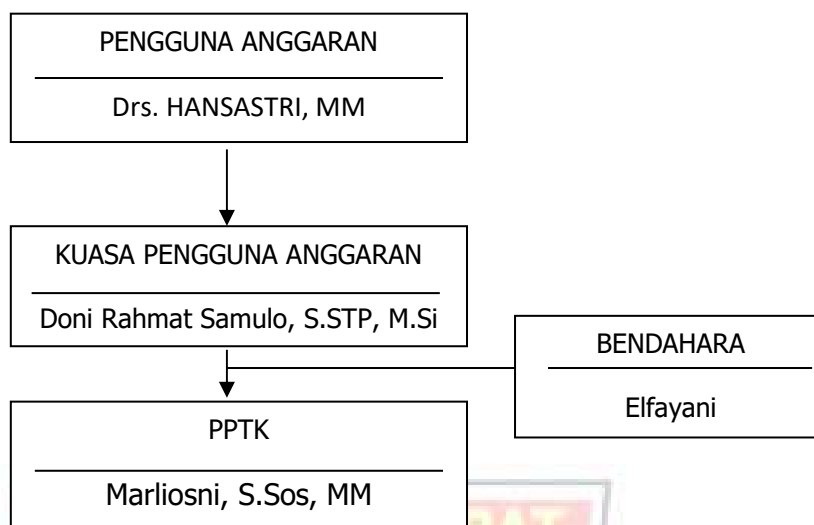 PENGGUNA ANGGARAN
Drs. HANSASTRI, MM
KUASA PENGGUNA ANGGARAN
Doni Rahmat Samulo, S.STP, M.Si
BENDAHARA
Elfayani
PPTK
Marliosni, S.Sos, MM